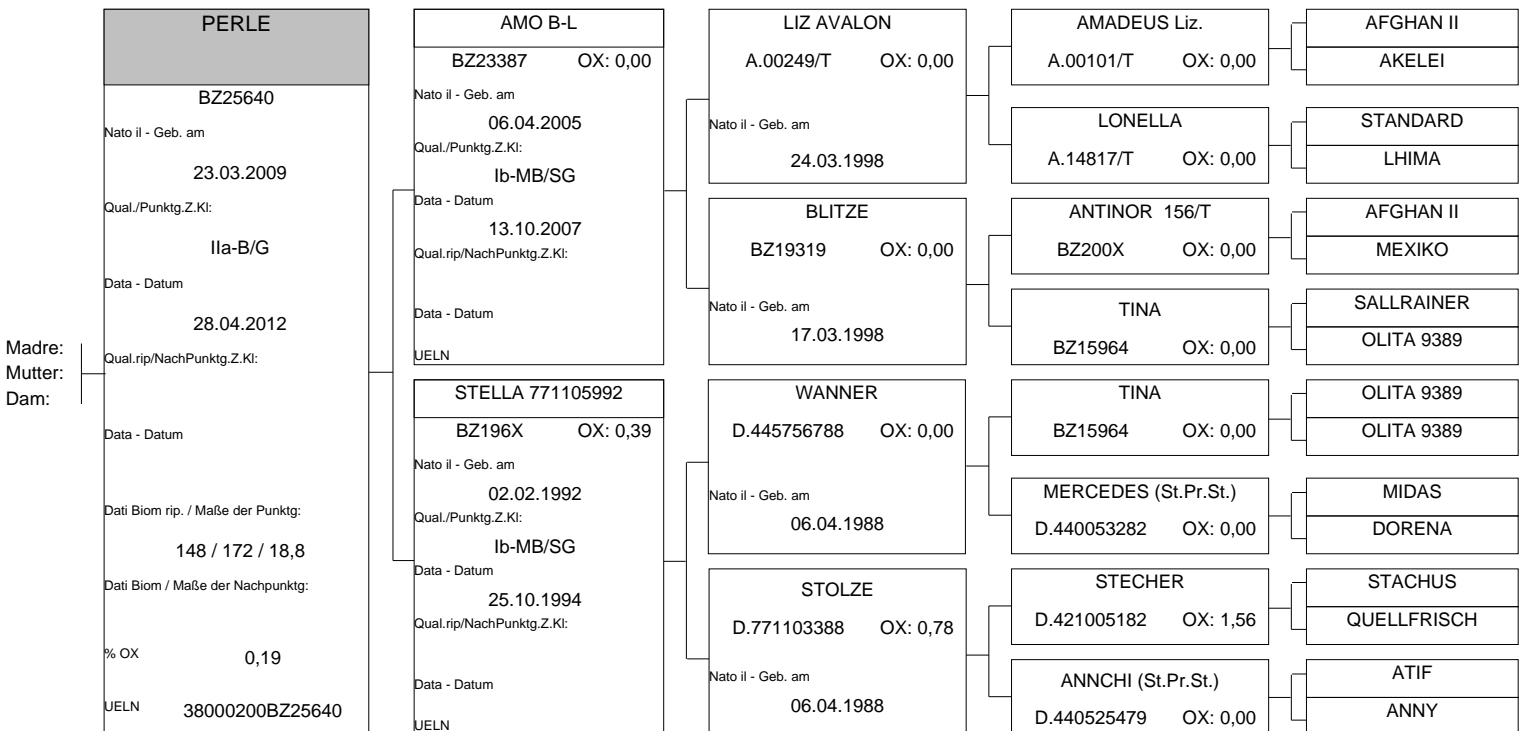 Madre:
Mutter:
Dam:
PERLE
BZ25640
Nato il - Geb. am
23.03.2009
Qual./Punktg.Z.Kl:
IIa-B/G
Data - Datum
28.04.2012
Qual.rip/NachPunktg.Z.Kl:
Data - Datum
Dati Biom rip. / Maße der Punktg:
148 / 172 / 18,8
Dati Biom / Maße der Nachpunktg:
% OX 0,19
UELN 38000200BZ25640
AMO B-L
BZ23387 OX: 0,00
Nato il - Geb. am
06.04.2005
Qual./Punktg.Z.Kl:
Ib-MB/SG
Data - Datum
13.10.2007
Qual.rip/NachPunktg.Z.Kl:
Data - Datum
UELN
STELLA 771105992
BZ196X OX: 0,39
Nato il - Geb. am
02.02.1992
Qual./Punktg.Z.Kl:
Ib-MB/SG
Data - Datum
25.10.1994
Qual.rip/NachPunktg.Z.Kl:
Data - Datum
UELN
LIZ AVALON
A.00249/T OX: 0,00
Nato il - Geb. am
24.03.1998
BLITZE
BZ19319 OX: 0,00
Nato il - Geb. am
17.03.1998
WANNER
D.445756788 OX: 0,00
Nato il - Geb. am
06.04.1988
STOLZE
D.771103388 OX: 0,78
Nato il - Geb. am
06.04.1988
AMADEUS Liz.
A.00101/T OX: 0,00
LONELLA
A.14817/T OX: 0,00
ANTINOR 156/T
BZ200X OX: 0,00
TINA
BZ15964 OX: 0,00
TINA
BZ15964 OX: 0,00
MERCEDES (St.Pr.St.)
D.440053282 OX: 0,00
STECHER
D.421005182 OX: 1,56
ANNCHI (St.Pr.St.)
D.440525479 OX: 0,00
AFGHAN II
AKELEI
STANDARD
LHIMA
AFGHAN II
MEXIKO
SALLRAINER
OLITA 9389
OLITA 9389
OLITA 9389
MIDAS
DORENA
STACHUS
QUELLFRISCH
ATIF
ANNY